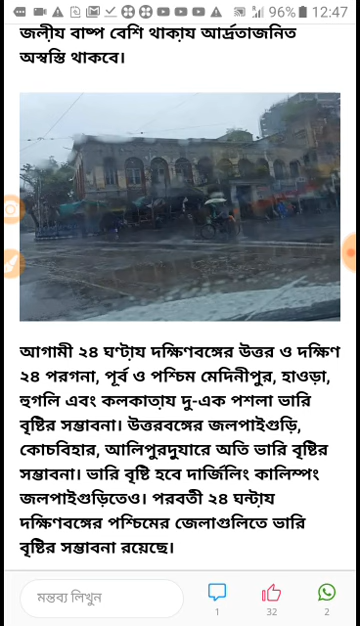 96% 12:47
জলীয় বাষ্প বেশি থাকায় আর্দ্রতাজনিত
অস্বস্তি থাকবে।
আগামী ২৪ ঘণ্টায় দক্ষিণবঙ্গের উত্তর ও দক্ষিণ
২৪ পরগনা, পূর্ব ও পশ্চিম মেদিনীপুর, হাওড়া,
হুগলি এবং কলকাতায় দু-এক পশলা ভারি
বৃষ্টির সম্ভাবনা। উত্তরবঙ্গের জলপাইগুড়ি,
কোচবিহার, আলিপুরদুয়ারে অতি ভারি বৃষ্টির
সম্ভাবনা। ভারি বৃষ্টি হবে দার্জিলিং কালিম্পং
জলপাইগুড়িতেও। পরবর্তী ২৪ ঘন্টায়
দক্ষিণবঙ্গের পশ্চিমের জেলাগুলিতে ভারি
বৃষ্টির সম্ভাবনা রয়েছে।
মন্তব্য লিখুন
1 32 2